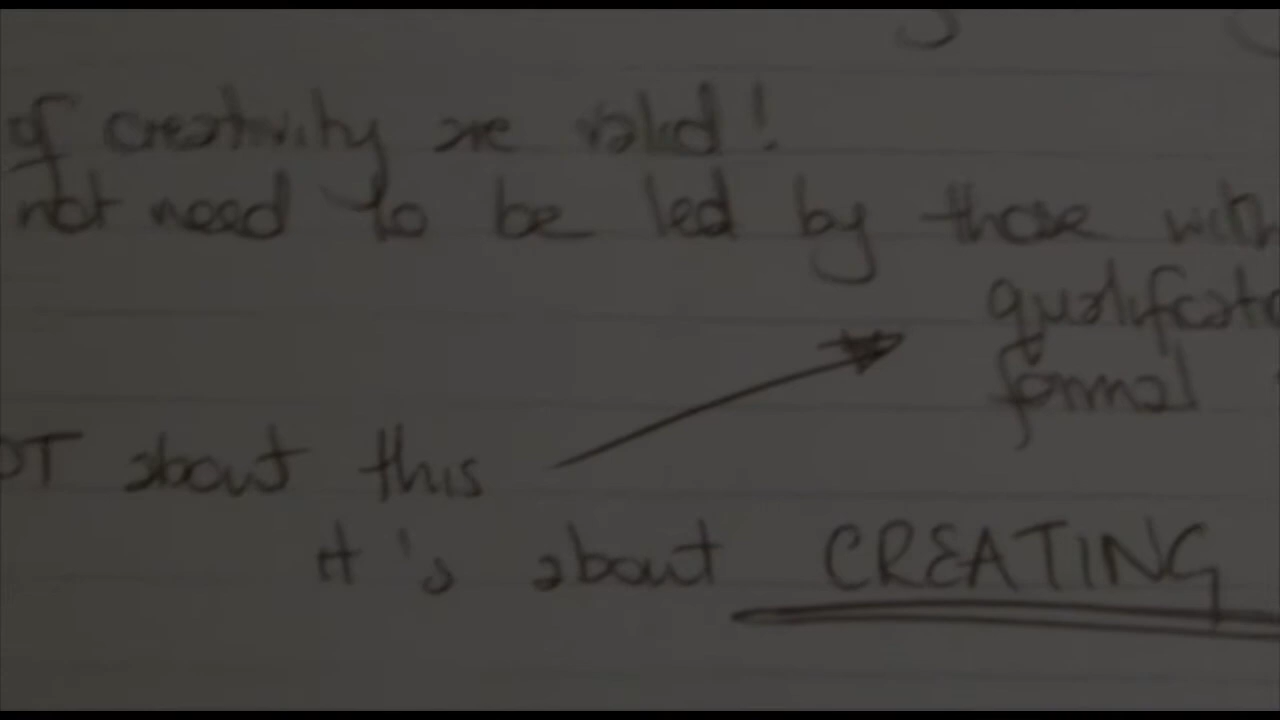 of creativity are valid!
not need to be led by those with
qualificato
formal
OT about this
it's about CREATING